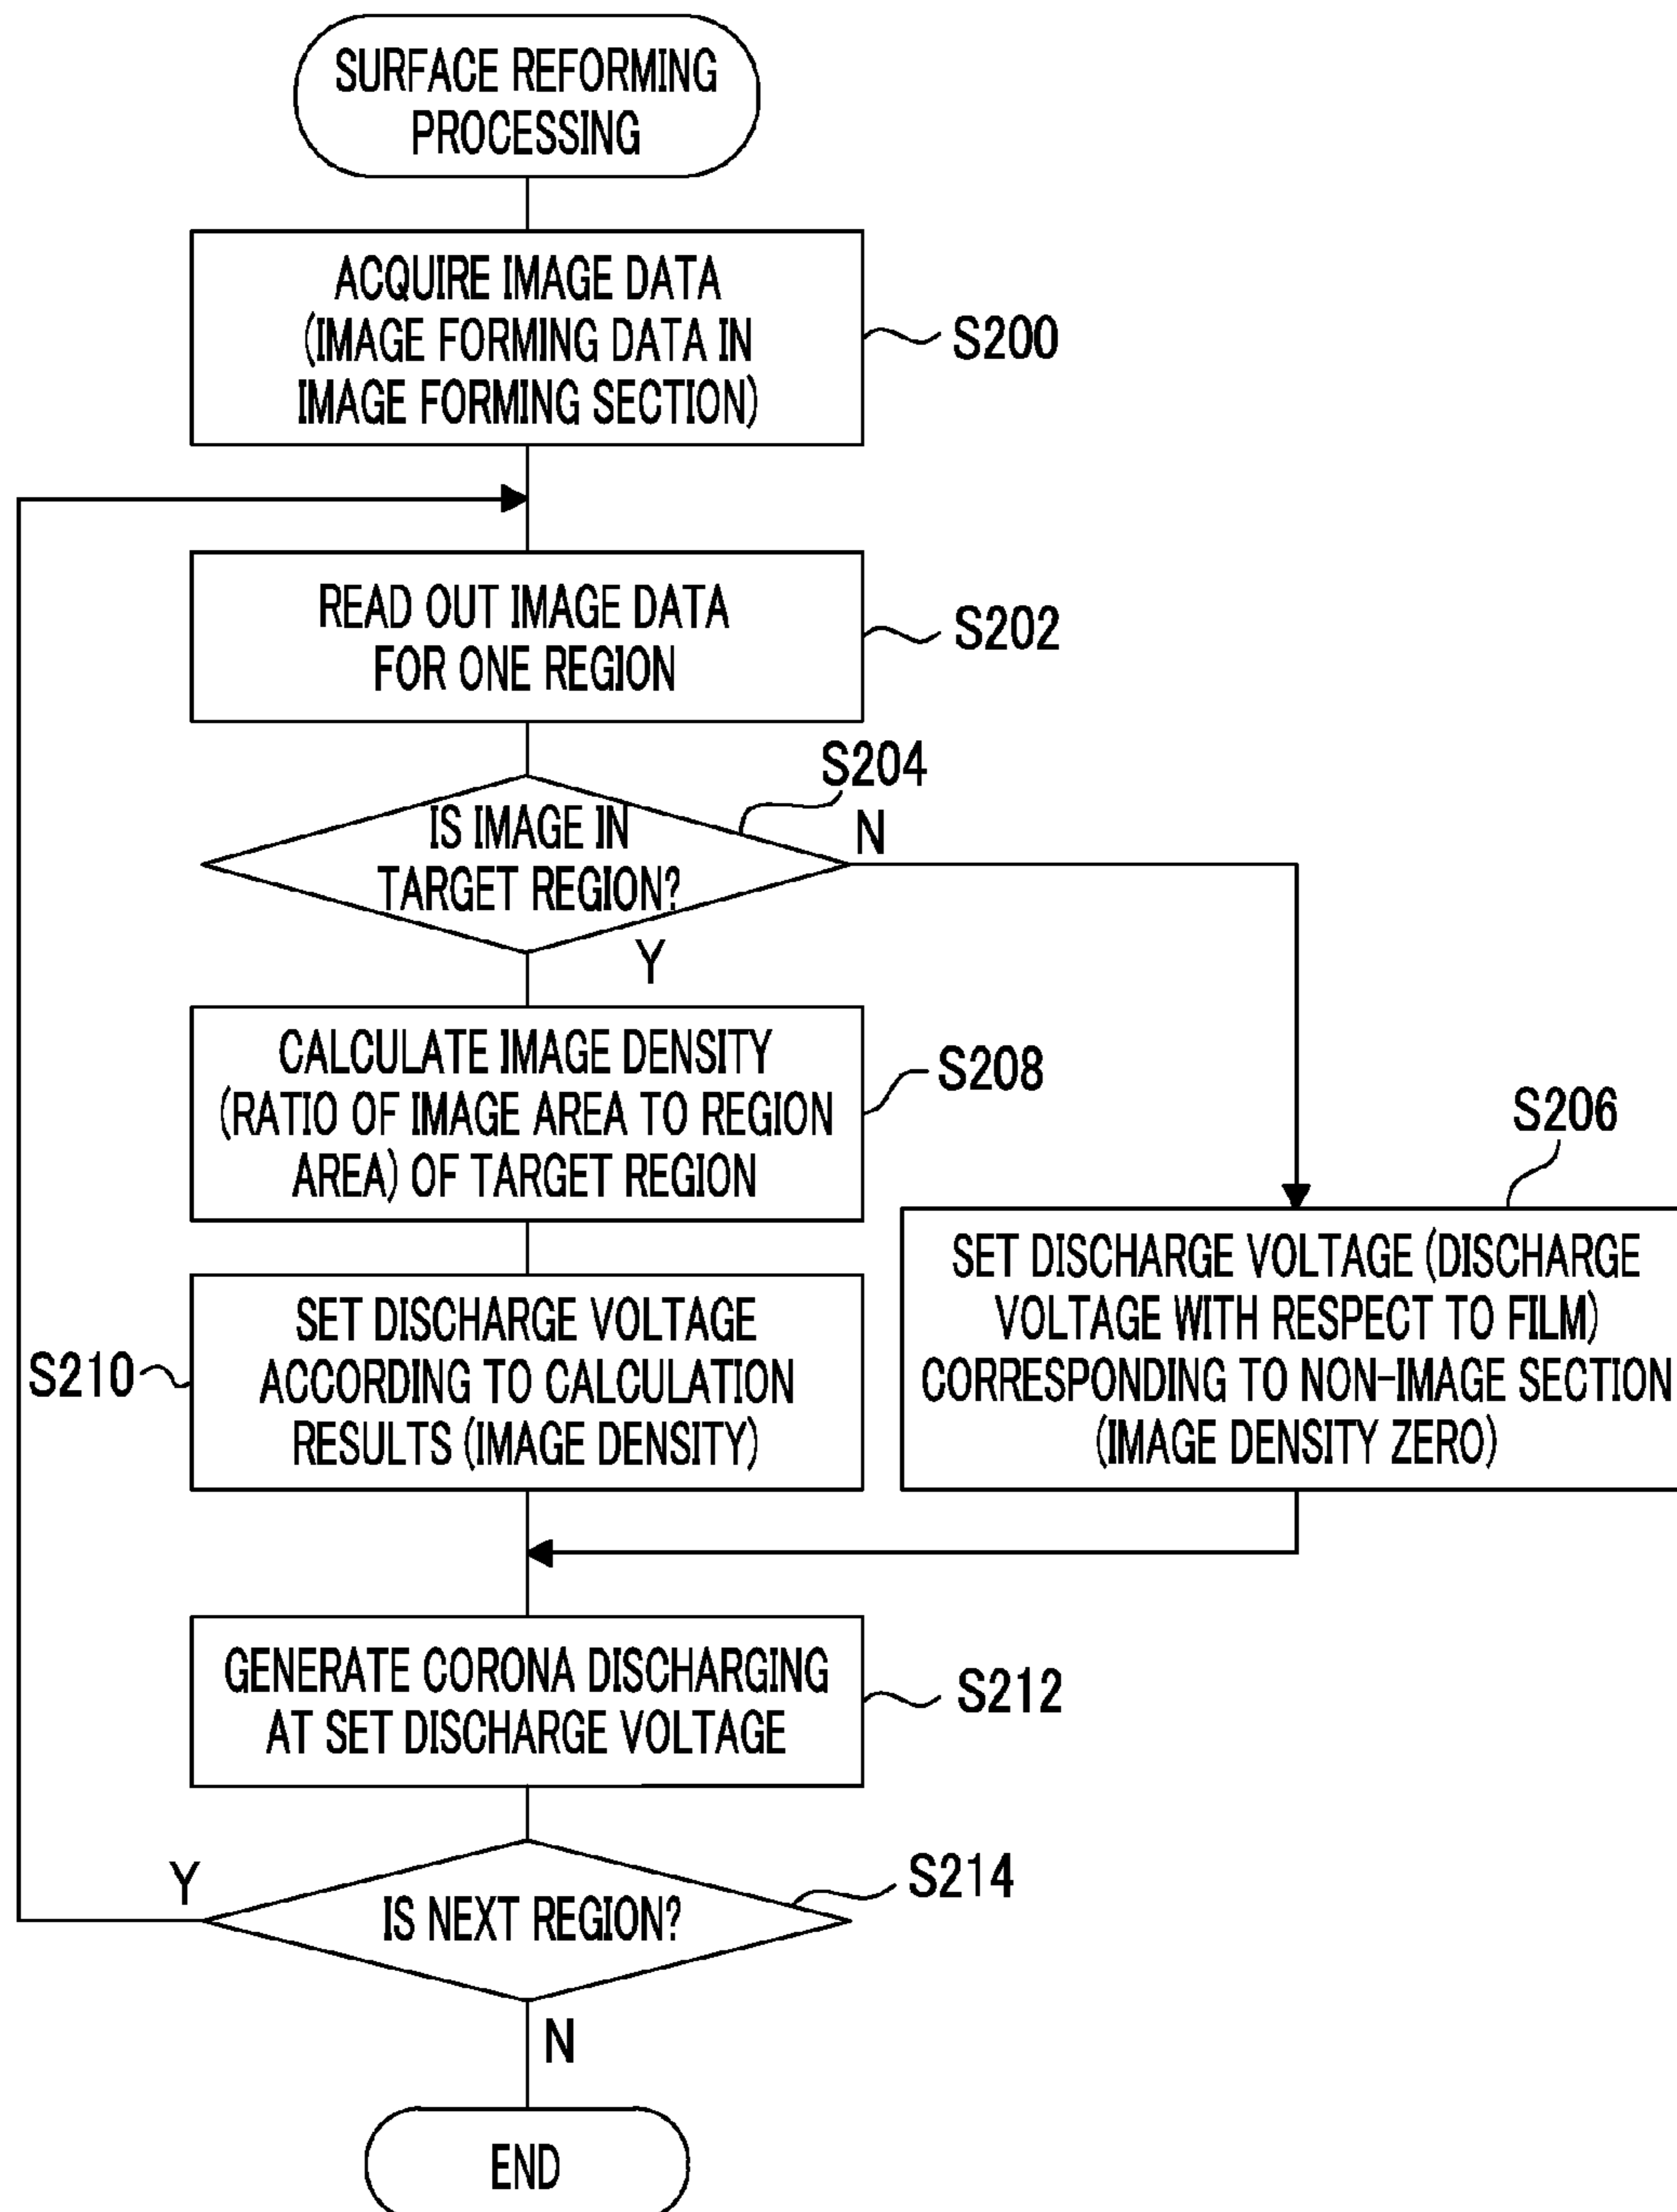 SURFACE REFORMING
PROCESSING
ACQUIRE IMAGE DATA
(IMAGE FORMING DATA IN
IMAGE FORMING SECTION)
S200
READ OUT IMAGE DATA
FOR ONE REGION
S202
S204
IS IMAGE IN
TARGET REGION?
N
Y
CALCULATE IMAGE DENSITY
(RATIO OF IMAGE AREA TO REGION
AREA) OF TARGET REGION
S208
S206
SET DISCHARGE VOLTAGE (DISCHARGE
VOLTAGE WITH RESPECT TO FILM)
CORRESPONDING TO NON-IMAGE SECTION
(IMAGE DENSITY ZERO)
S210
SET DISCHARGE VOLTAGE
ACCORDING TO CALCULATION
RESULTS (IMAGE DENSITY)
GENERATE CORONA DISCHARGING
AT SET DISCHARGE VOLTAGE
S212
Y
S214
IS NEXT REGION?
N
END